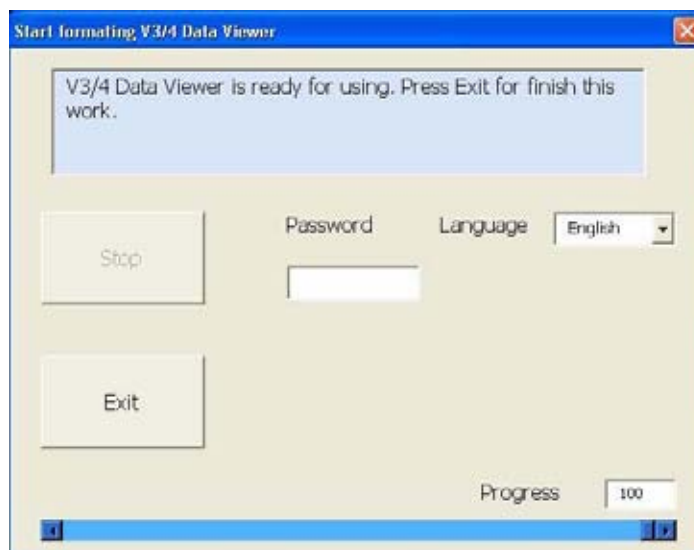 Start formating V3/4 Data Viewer
V3/4 Data Viewer is ready for using. Press Exit for finish this
work.
Stop
Password
Language
English
Exit
Progress
100